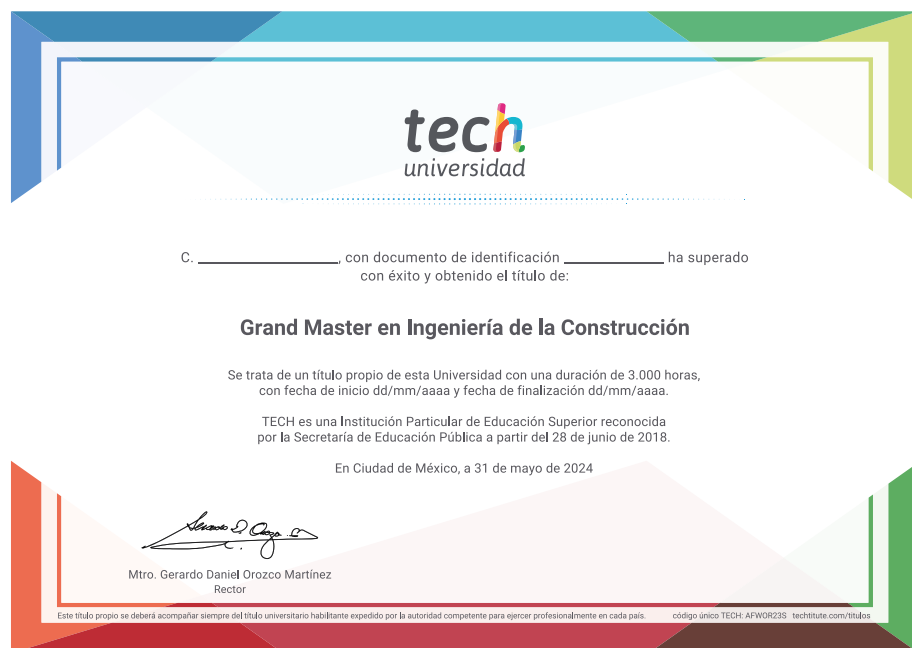 tech
universidad
C. ____________________, con documento de identificación ______________ ha superado
con éxito y obtenido el título de:
Grand Master en Ingeniería de la Construcción
Se trata de un título propio de esta Universidad con una duración de 3.000 horas,
con fecha de inicio dd/mm/aaaa y fecha de finalización dd/mm/aaaa.
TECH es una Institución Particular de Educación Superior reconocida
por la Secretaría de Educación Pública a partir del 28 de junio de 2018.
En Ciudad de México, a 31 de mayo de 2024
Mtro. Gerardo Daniel Orozco Martínez
Rector
Este título propio se deberá acompañar siempre del título universitario habilitante expedido por la autoridad competente para ejercer profesionalmente en cada país. código único TECH: AFWOR23S techtitute.com/titulos